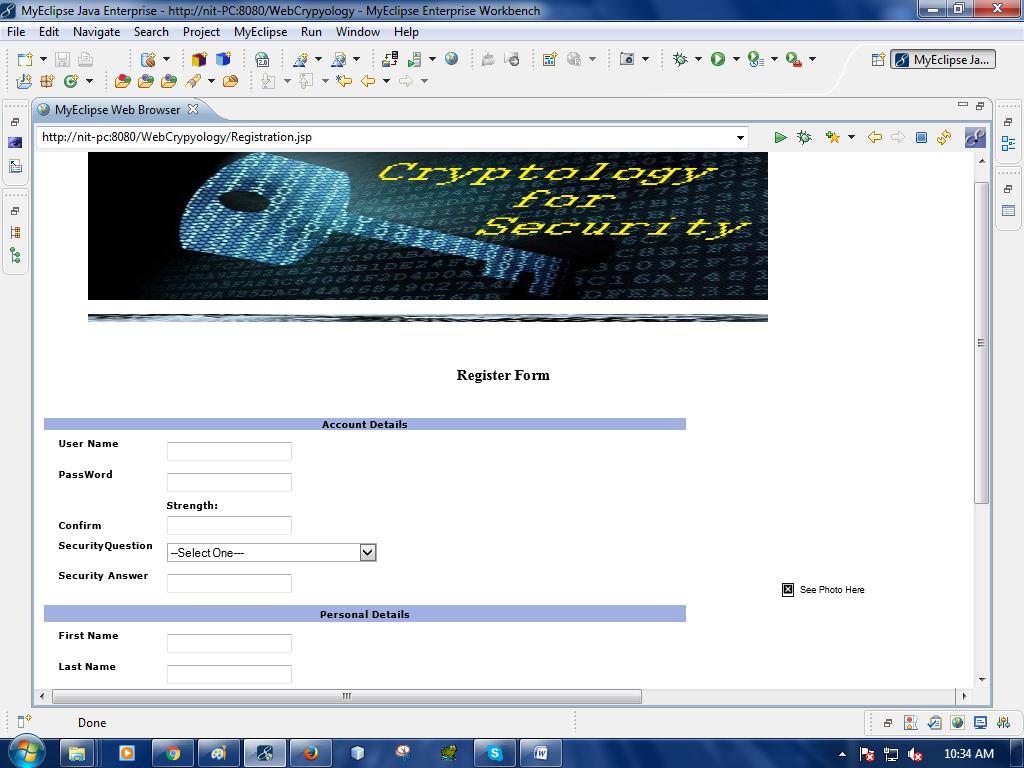 MyEclipse Java Enterprise - http://nit-PC:8080/WebCrypyology - MyEclipse Enterprise Workbench
File Edit Navigate Search Project MyEclipse Run Window Help
2.0
MyEclipse Ja...
MyEclipse Web Browser
http://nit-pc:8080/WebCrypyology/Registration.jsp
Cryptology
for
Security
Register Form
Account Details
User Name
PassWord
Strength:
Confirm
SecurityQuestion
--Select One---
Security Answer
See Photo Here
Personal Details
First Name
Last Name
Done
10:34 AM